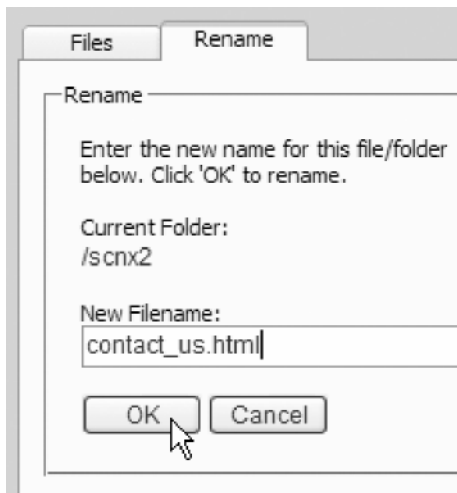 Files
Rename
Rename
Enter the new name for this file/folder
below. Click 'OK' to rename.
Current Folder:
/scnx2
New Filename:
contact_us.html
OK
Cancel